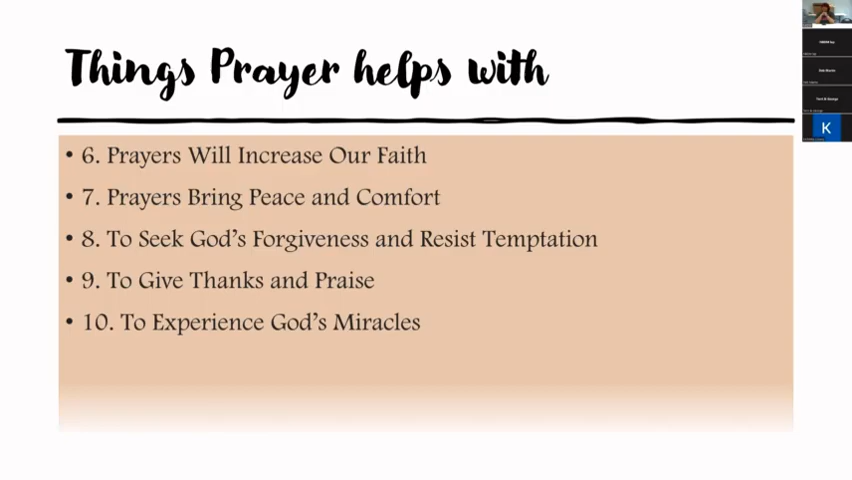 Things Prayer helps with
• 6. Prayers Will Increase Our Faith
• 7. Prayers Bring Peace and Comfort
• 8. To Seek God's Forgiveness and Resist Temptation
• 9. To Give Thanks and Praise
• 10. To Experience God's Miracles
K